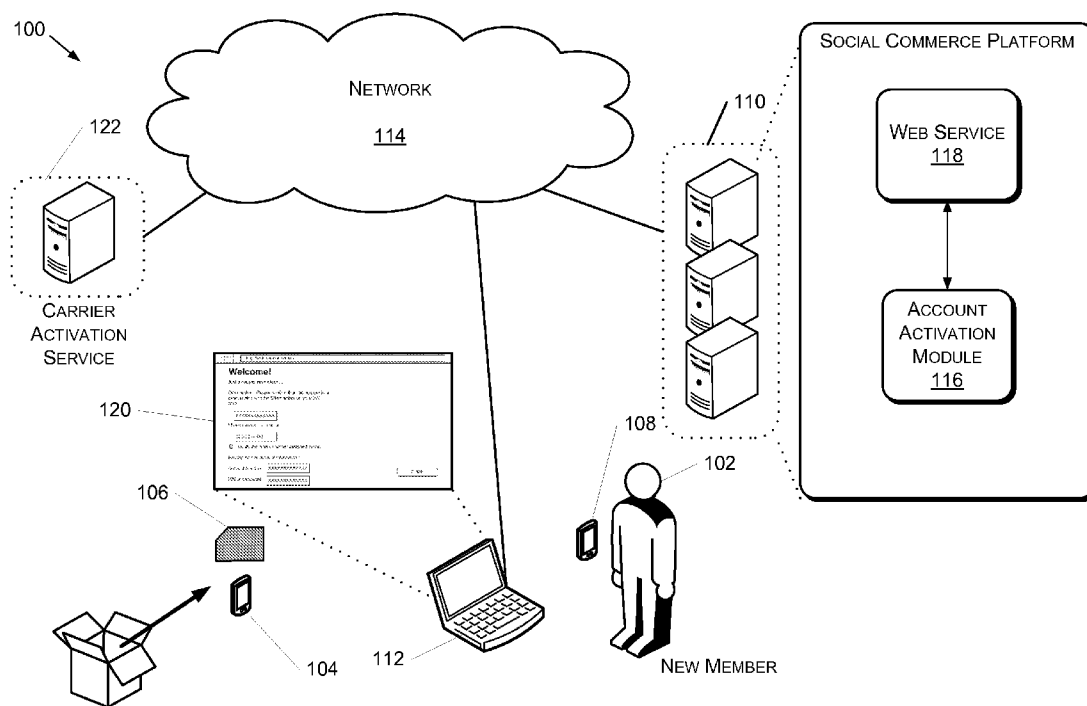 100
NETWORK
114
SOCIAL COMMERCE PLATFORM
110
WEB SERVICE
118
122
CARRIER
ACTIVATION
SERVICE
ACCOUNT
ACTIVATION
MODULE
116
Welcome!
120
108
102
106
104
112
NEW MEMBER